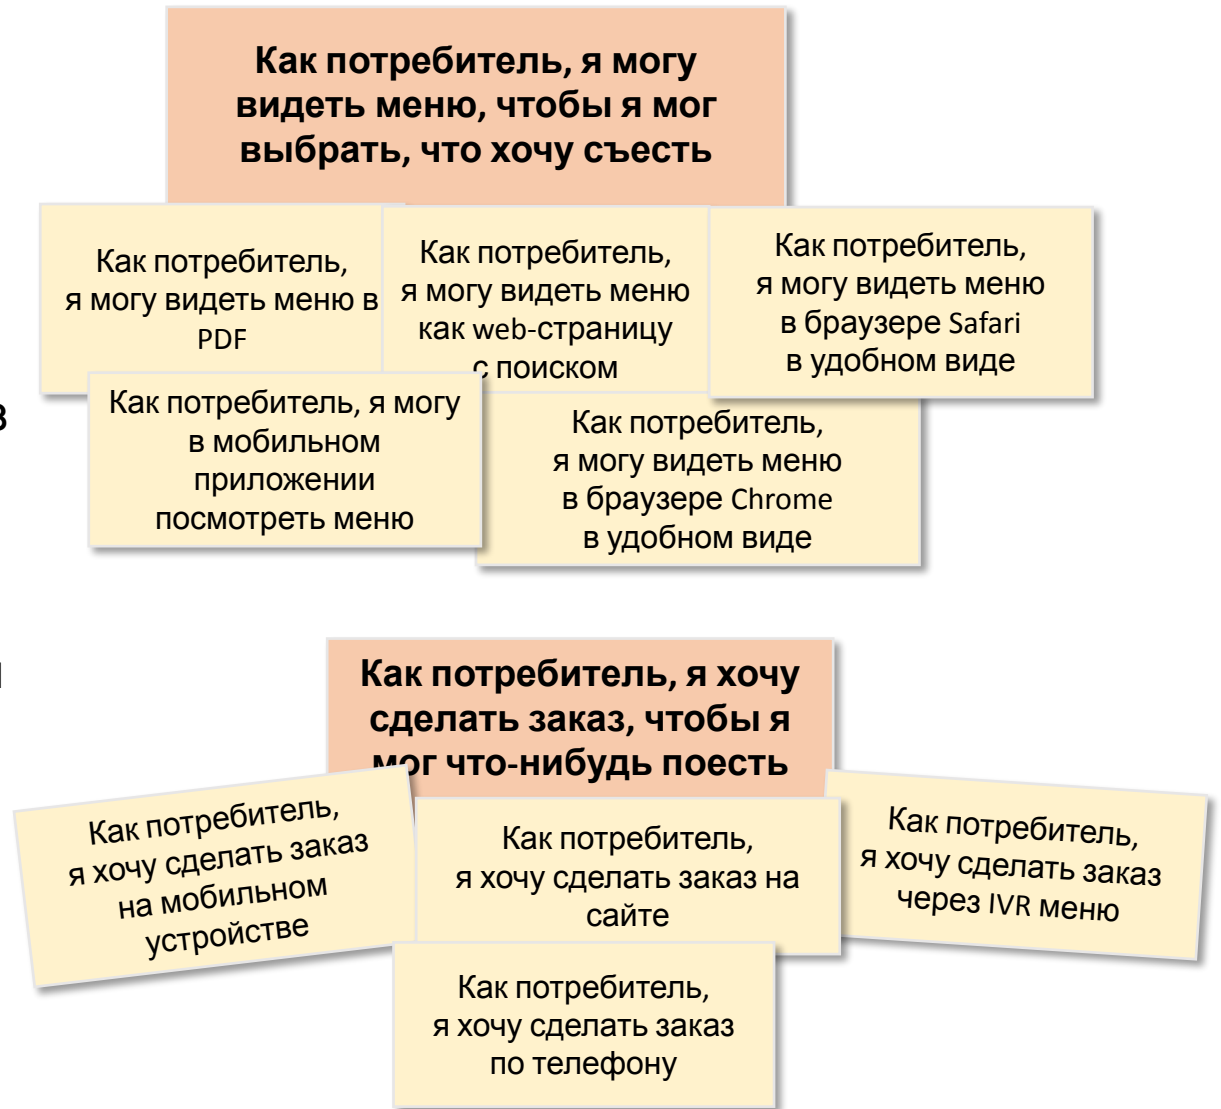 Как потребитель, я могу
видеть меню, чтобы я мог
выбрать, что хочу съесть
Как потребитель,
я могу видеть меню в
PDF
Как потребитель,
я могу видеть меню
как web-страницу
с поиском
Как потребитель,
я могу видеть меню
в браузере Safari
в удобном виде
Как потребитель, я могу
в мобильном
приложении
посмотреть меню
Как потребитель,
я могу видеть меню
в браузере Chrome
в удобном виде
Как потребитель, я хочу
сделать заказ, чтобы я
мог что-нибудь поесть
Как потребитель,
я хочу сделать заказ
на мобильном
устройстве
Как потребитель,
я хочу сделать заказ на
сайте
Как потребитель,
я хочу сделать заказ
через IVR меню
Как потребитель,
я хочу сделать заказ
по телефону